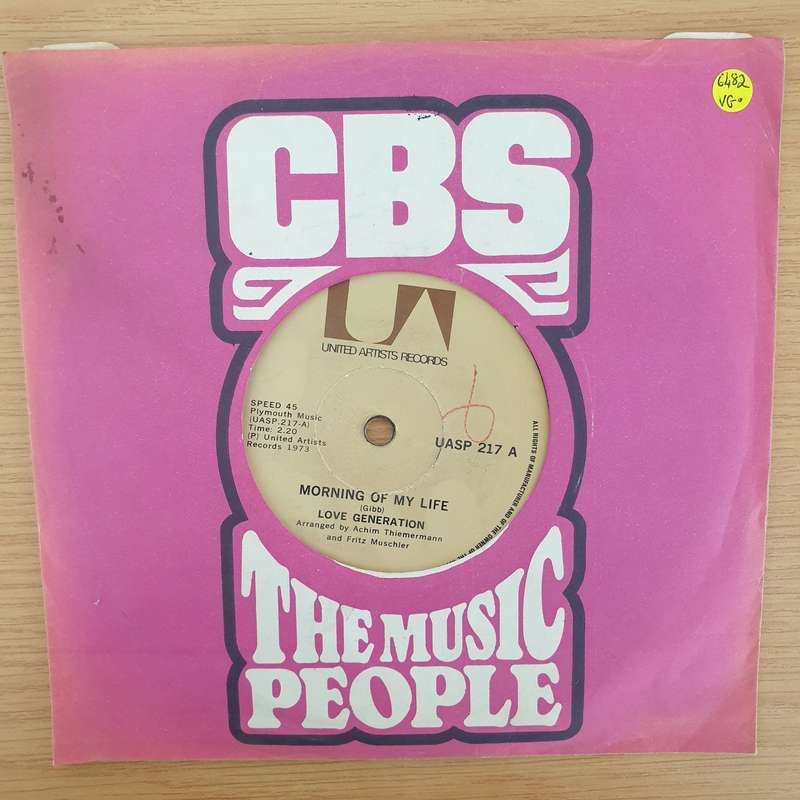 6482
VG
CBS
UNITED ARTISTS RECORDS
SPEED 45
Plymouth Music
(UASP.217-A)
Time: 2.20
(P) United Artists
Records 1973
UASP 217 A
MORNING OF MY LIFE
(Gibb)
LOVE GENERATION
Arranged by Achim Thiemermann
and Fritz Muschler
ALL RIGHTS OF MANUFACTURER AND OF THE OWNER OF THE
THE MUSIC
PEOPLE